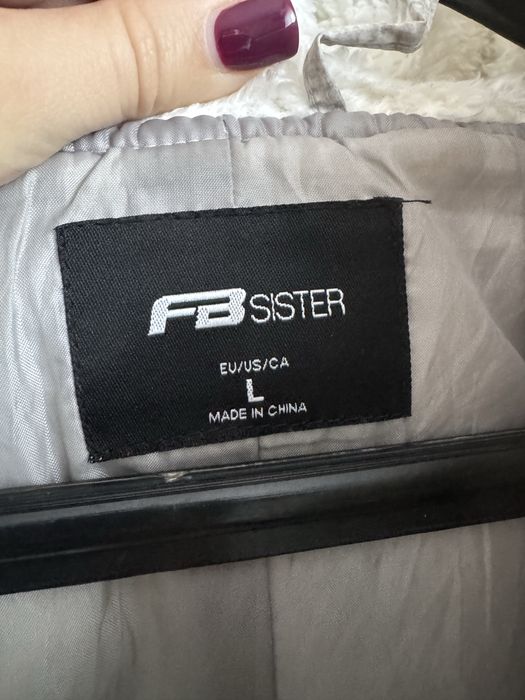 FB SISTER
EU/US/CA
L
MADE IN CHINA